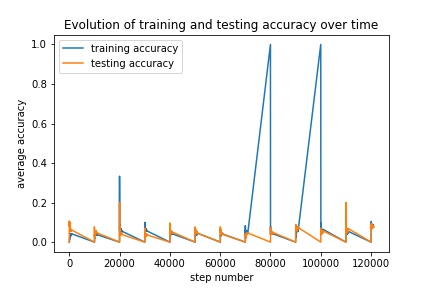 Evolution of training and testing accuracy over time
training accuracy
testing accuracy
average accuracy
1.0
0.8
0.6
0.4
0.2
0.0
0 20000 40000 60000 80000 100000 120000
step number